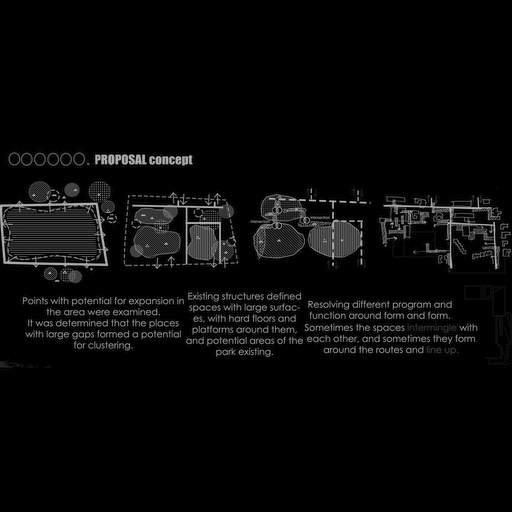 OOOOOO. PROPOSAL concept
Points with potential for expansion in
the area were examined.
It was determined that the places
with large gaps formed a potential
for clustering.
Existing structures defined
spaces with large surfac-
es, with hard floors and
platforms around them,
and potential areas of the
park existing.
Resolving different program and
function around form and form.
Sometimes the spaces intermingle with
each other, and sometimes they form
around the routes and line up.